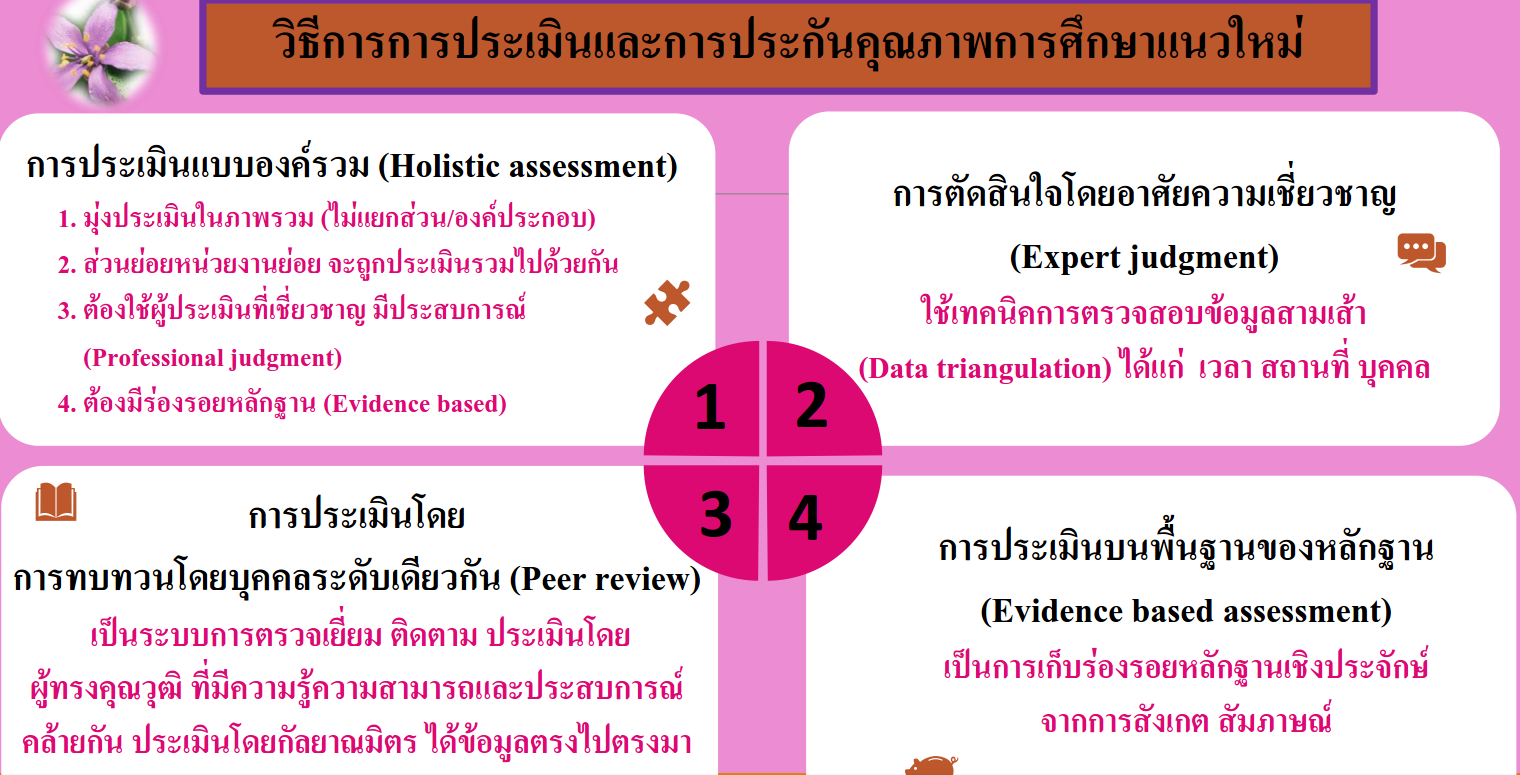 วิธีการการประเมินและการประกันคุณภาพการศึกษาแนวใหม่
การประเมินแบบองค์รวม (Holistic assessment)
1. มุ่งประเมินในภาพรวม (ไม่แยกส่วน/องค์ประกอบ)
2. ส่วนย่อยหน่วยงานย่อย จะถูกประเมินรวมไปด้วยกัน
3. ต้องใช้ผู้ประเมินที่เชี่ยวชาญ มีประสบการณ์
(Professional judgment)
4. ต้องมีร่องรอยหลักฐาน (Evidence based)
การตัดสินใจโดยอาศัยความเชี่ยวชาญ
(Expert judgment)
ใช้เทคนิคการตรวจสอบข้อมูลสามเส้า
(Data triangulation) ได้แก่ เวลา สถานที่ บุคคล
1
2
3
4
การประเมินโดย
การทบทวนโดยบุคคลระดับเดียวกัน (Peer review)
เป็นระบบการตรวจเยี่ยม ติดตาม ประเมินโดย
ผู้ทรงคุณวุฒิ ที่มีความรู้ความสามารถและประสบการณ์
คล้ายกัน ประเมินโดยกัลยาณมิตร ได้ข้อมูลตรงไปตรงมา
การประเมินบนพื้นฐานของหลักฐาน
(Evidence based assessment)
เป็นการเก็บร่องรอยหลักฐานเชิงประจักษ์
จากการสังเกต สัมภาษณ์